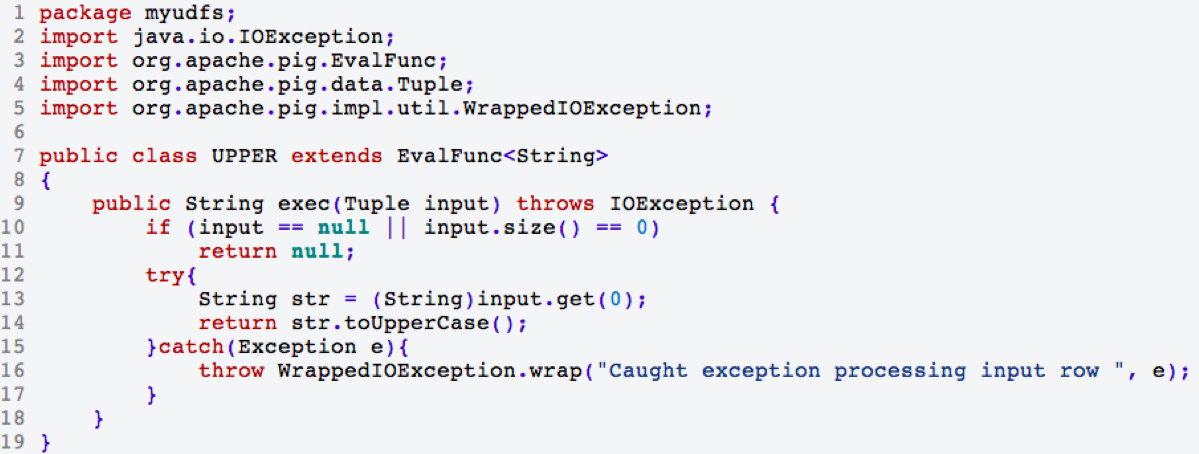 1 package myudfs;
2 import java.io.IOException;
3 import org.apache.pig.EvalFunc;
4 import org.apache.pig.data.Tuple;
5 import org.apache.pig.impl.util.WrappedIOException;
6
7 public class UPPER extends EvalFunc<String>
8 {
9     public String exec(Tuple input) throws IOException {
10         if (input == null || input.size() == 0)
11             return null;
12         try{
13             String str = (String)input.get(0);
14             return str.toUpperCase();
15         }catch(Exception e){
16             throw WrappedIOException.wrap("Caught exception processing input row ", e);
17         }
18     }
19 }